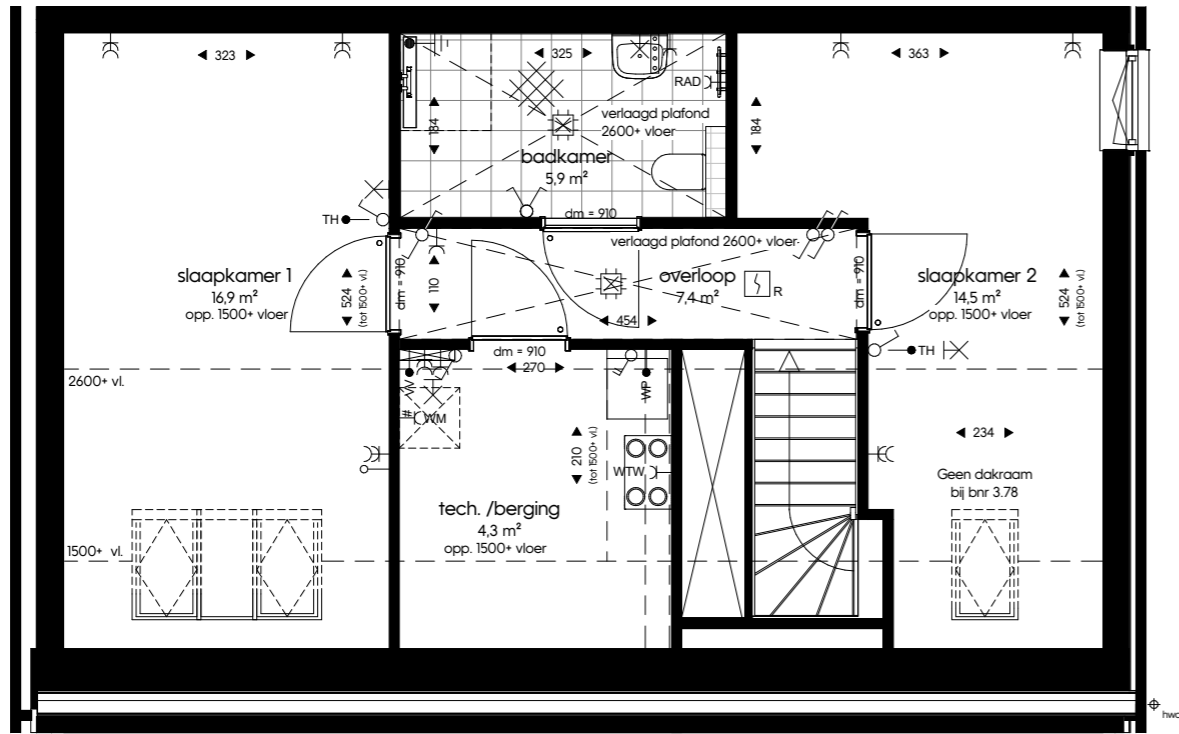 323
325
363
RAD
184
verlaagd plafond
2600+ vloer
184
badkamer
5,9 m²
TH
dm = 910
verlaagd plafond 2600+ vloer
slaapkamer 1
16,9 m²
opp. 1500+ vloer
524
(tot 1500+ vl.)
dm = 910
110
overloop
7,4 m²
R
454
dm = 910
slaapkamer 2
14,5 m²
opp. 1500+ vloer
524
(tot 1500+ vl.)
TH
dm = 910
270
2600+ vl.
WP
#
WM
210
(tot 1500+ vl.)
WTW
234
Geen dakraam
bij bnr 3.78
tech. /berging
4,3 m²
opp. 1500+ vloer
1500+ vl.
hwa